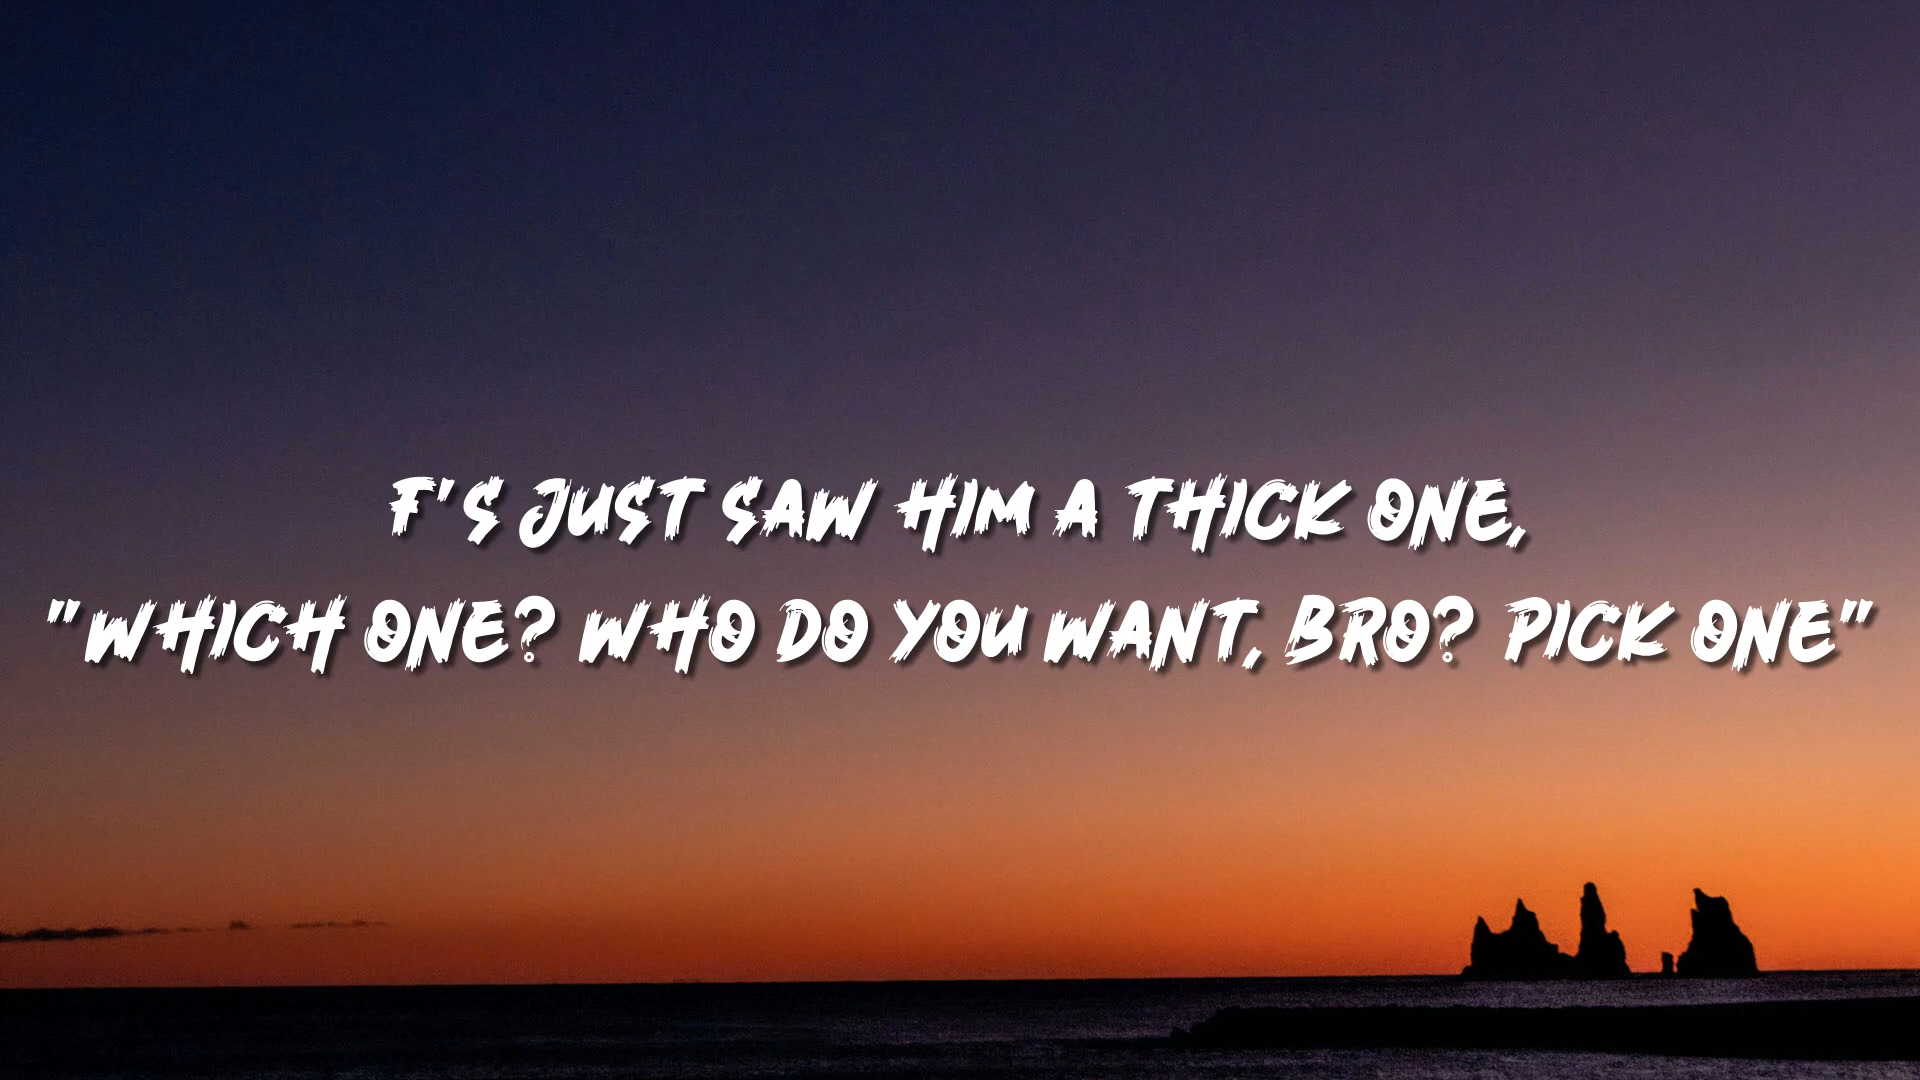 F'S JUST SAW HIM A THICK ONE,
"WHICH ONE? WHO DO YOU WANT, BRO? PICK ONE"